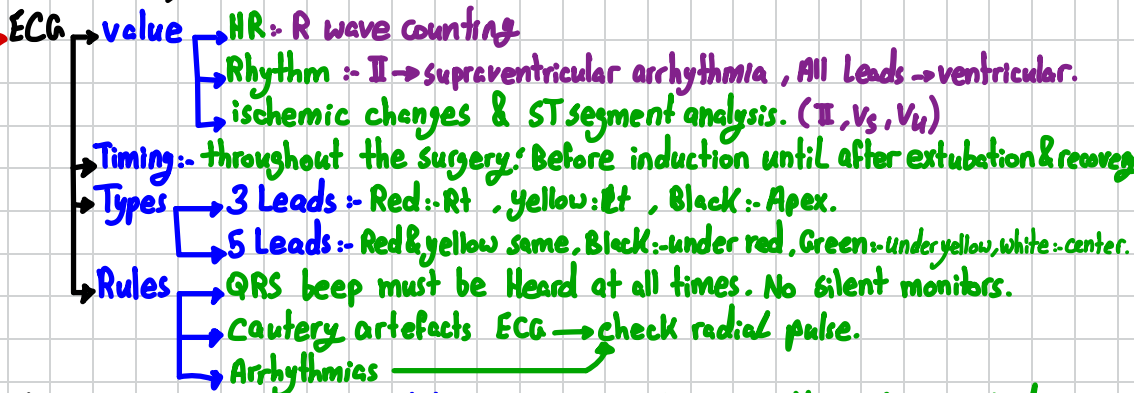 ECG → value → HR:- R wave counting
→ Rhythm :- II → supraventricular arrhythmia , All Leads → ventricular.
→ ischemic changes & ST segment analysis. (II, V5, V4)
→ Timing:- throughout the surgery: Before induction until after extubation & recovery
→ Types → 3 Leads :- Red:- Rt , yellow: Lt , Black:- Apex.
→ 5 Leads :- Red & yellow same, Black:- under red, Green:- under yellow, white:- center.
→ Rules → QRS beep must be Heard at all times. No silent monitors.
→ cautery artefacts ECG → check radial pulse.
→ Arrhythmias